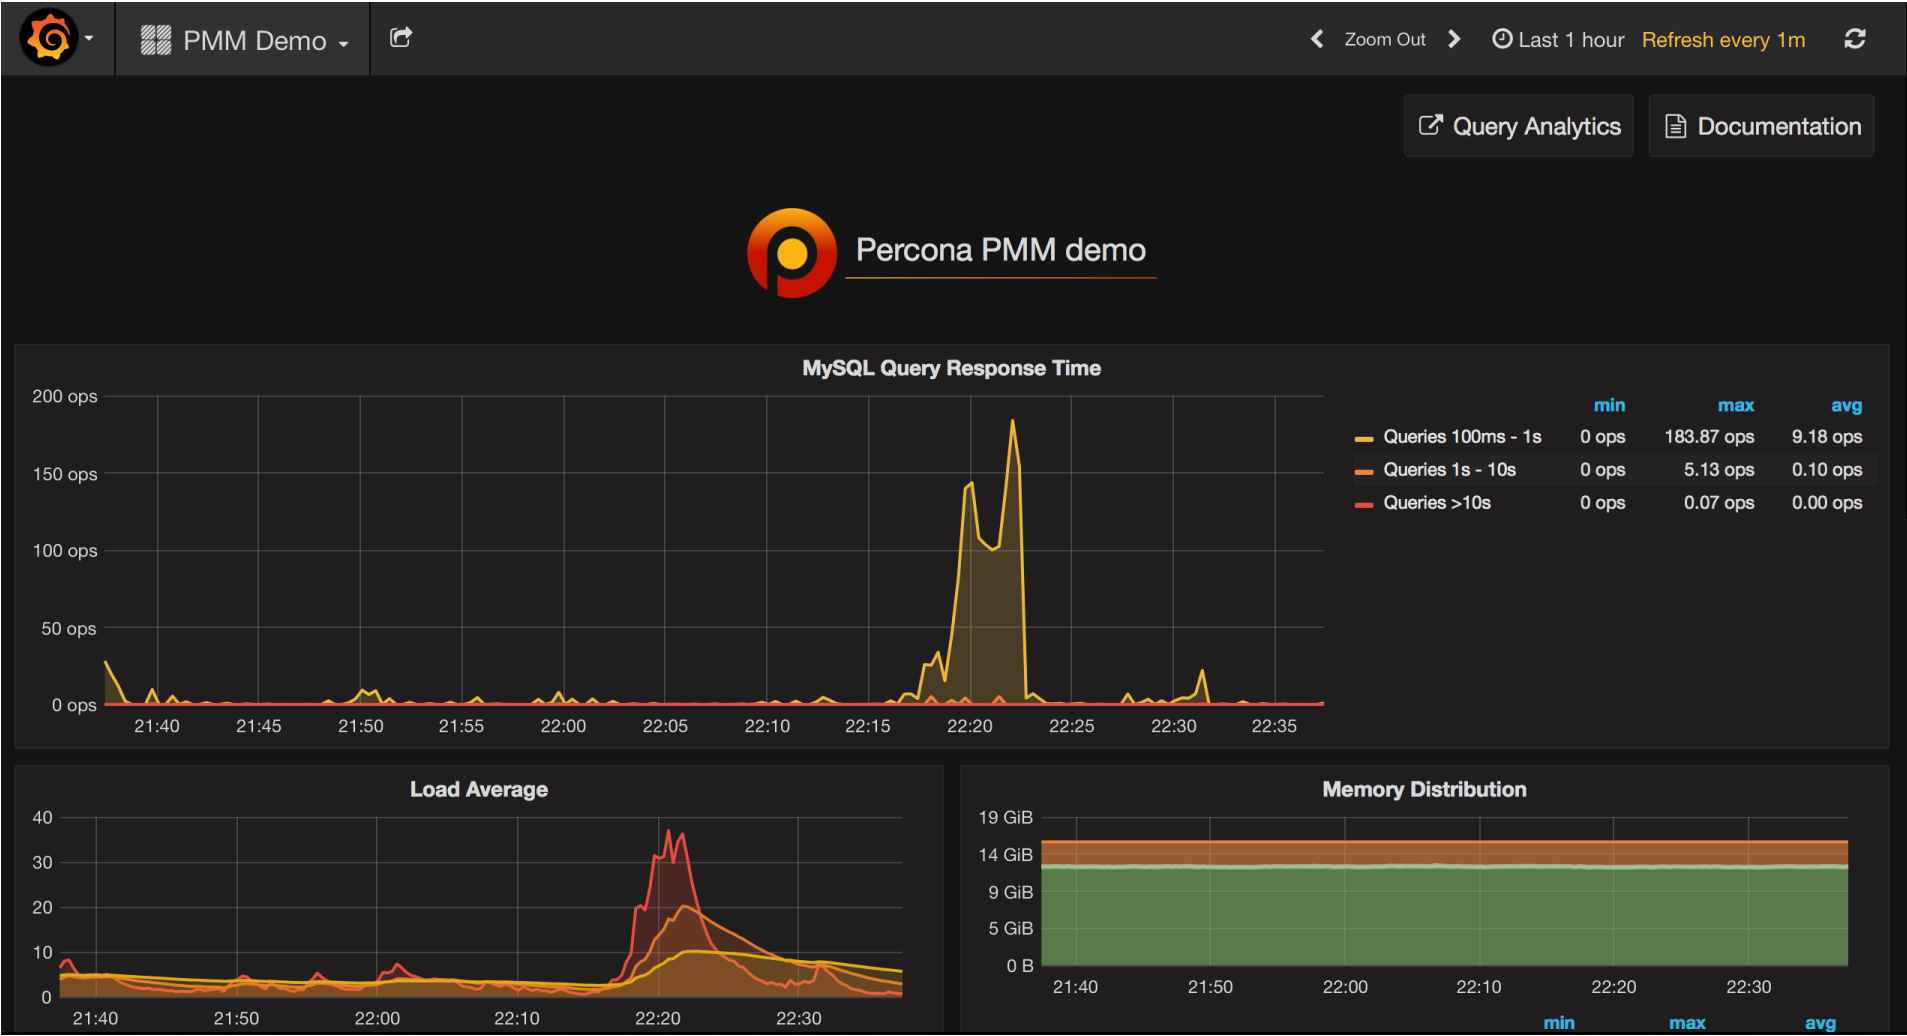 PMM Demo
Zoom Out
Last 1 hour
Refresh every 1m
Query Analytics
Documentation
Percona PMM demo
MySQL Query Response Time
200 ops
150 ops
100 ops
50 ops
0 ops
21:40 21:45 21:50 21:55 22:00 22:05 22:10 22:15 22:20 22:25 22:30 22:35
min max avg
Queries 100ms - 1s 0 ops 183.87 ops 9.18 ops
Queries 1s - 10s 0 ops 5.13 ops 0.10 ops
Queries >10s 0 ops 0.07 ops 0.00 ops
Load Average
40
30
20
10
0
21:40 21:50 22:00 22:10 22:20 22:30
Memory Distribution
19 GiB
14 GiB
9 GiB
5 GiB
0 B
21:40 21:50 22:00 22:10 22:20 22:30
min max avg